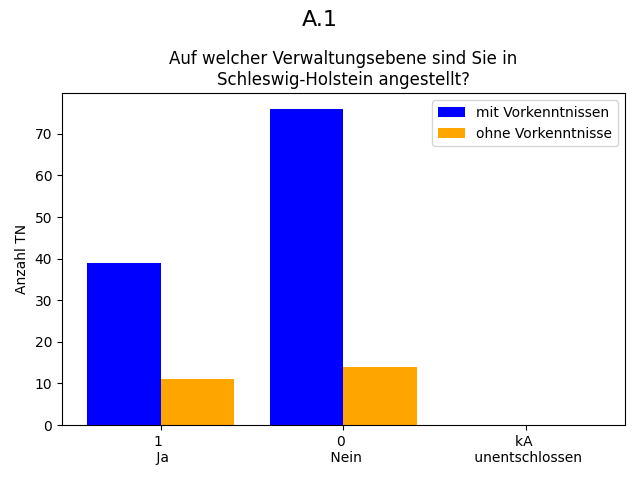 A.1
Auf welcher Verwaltungsebene sind Sie in
Schleswig-Holstein angestellt?
mit Vorkenntnissen
ohne Vorkenntnisse
Anzahl TN
70
60
50
40
30
20
10
0
1
Ja
0
Nein
kA
unentschlossen